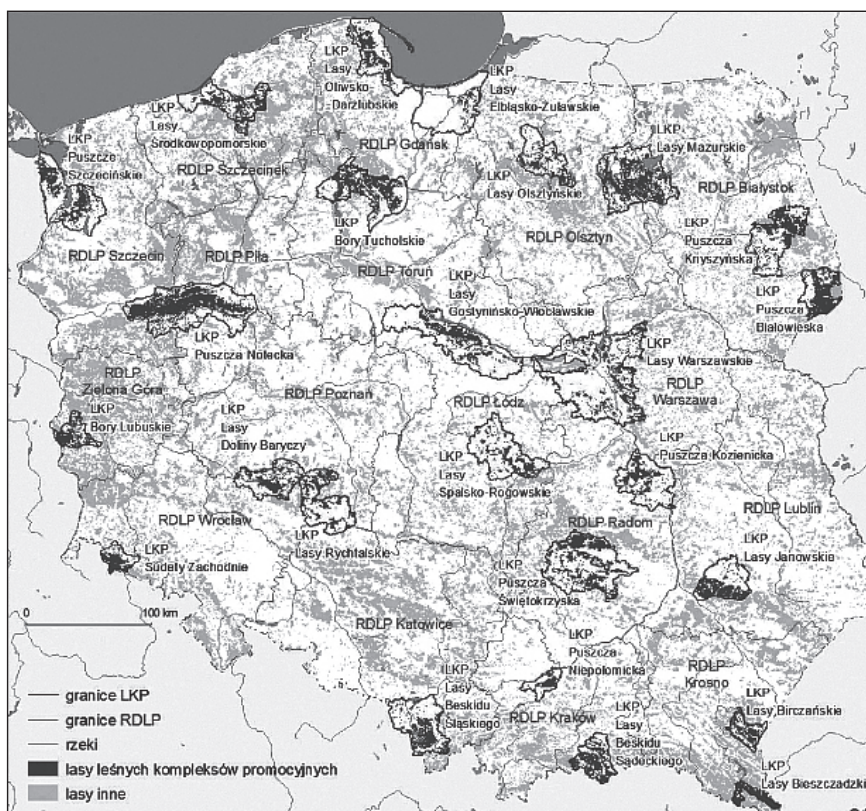 LKP
Lasy
Oliwsko-
Darżlubskie
LKP
Lasy
Elbląsko-Żuławskie
LKP
Lasy
Środkowopomorskie
LKP
Puszcze
Szczecińskie
RDLP Gdańsk
LKP
Lasy Mazurskie
RDLP Szczecinek
LKP
Lasy Olsztyńskie
RDLP Białystok
LKP
Bory Tucholskie
LKP
Puszcza
Knyszyńska
RDLP Olsztyn
RDLP Szczecin
RDLP Piła
RDLP Toruń
LKP
Lasy
Gostynińsko-Włocławskie
LKP
Puszcza
Białowieska
LKP
Puszcza Notecka
LKP
Lasy Warszawskie
RDLP
Zielona Góra
RDLP Poznań
RDLP
Warszawa
RDLP Łódź
LKP
Bory Lubuskie
LKP
Lasy
Doliny Baryczy
LKP
Puszcza Kozienicka
LKP
Lasy
Spalsko-Rogowskie
RDLP Lublin
RDLP Wrocław
RDLP Radom
LKP
Lasy Rychtalskie
LKP
Lasy Janowskie
LKP
Sudety Zachodnie
LKP
Puszcza
Świętokrzyska
0 100 km
RDLP Katowice
LKP
Puszcza
Niepołomicka
LKP
Lasy
Beskidu
Śląskiego
RDLP
Krosno
RDLP Kraków
LKP
Lasy
Beskidu
Sądeckiego
LKP
Lasy Birczańskie
LKP
Lasy Bieszczadzkie
granice LKP
granice RDLP
rzeki
lasy leśnych kompleksów promocyjnych
lasy inne